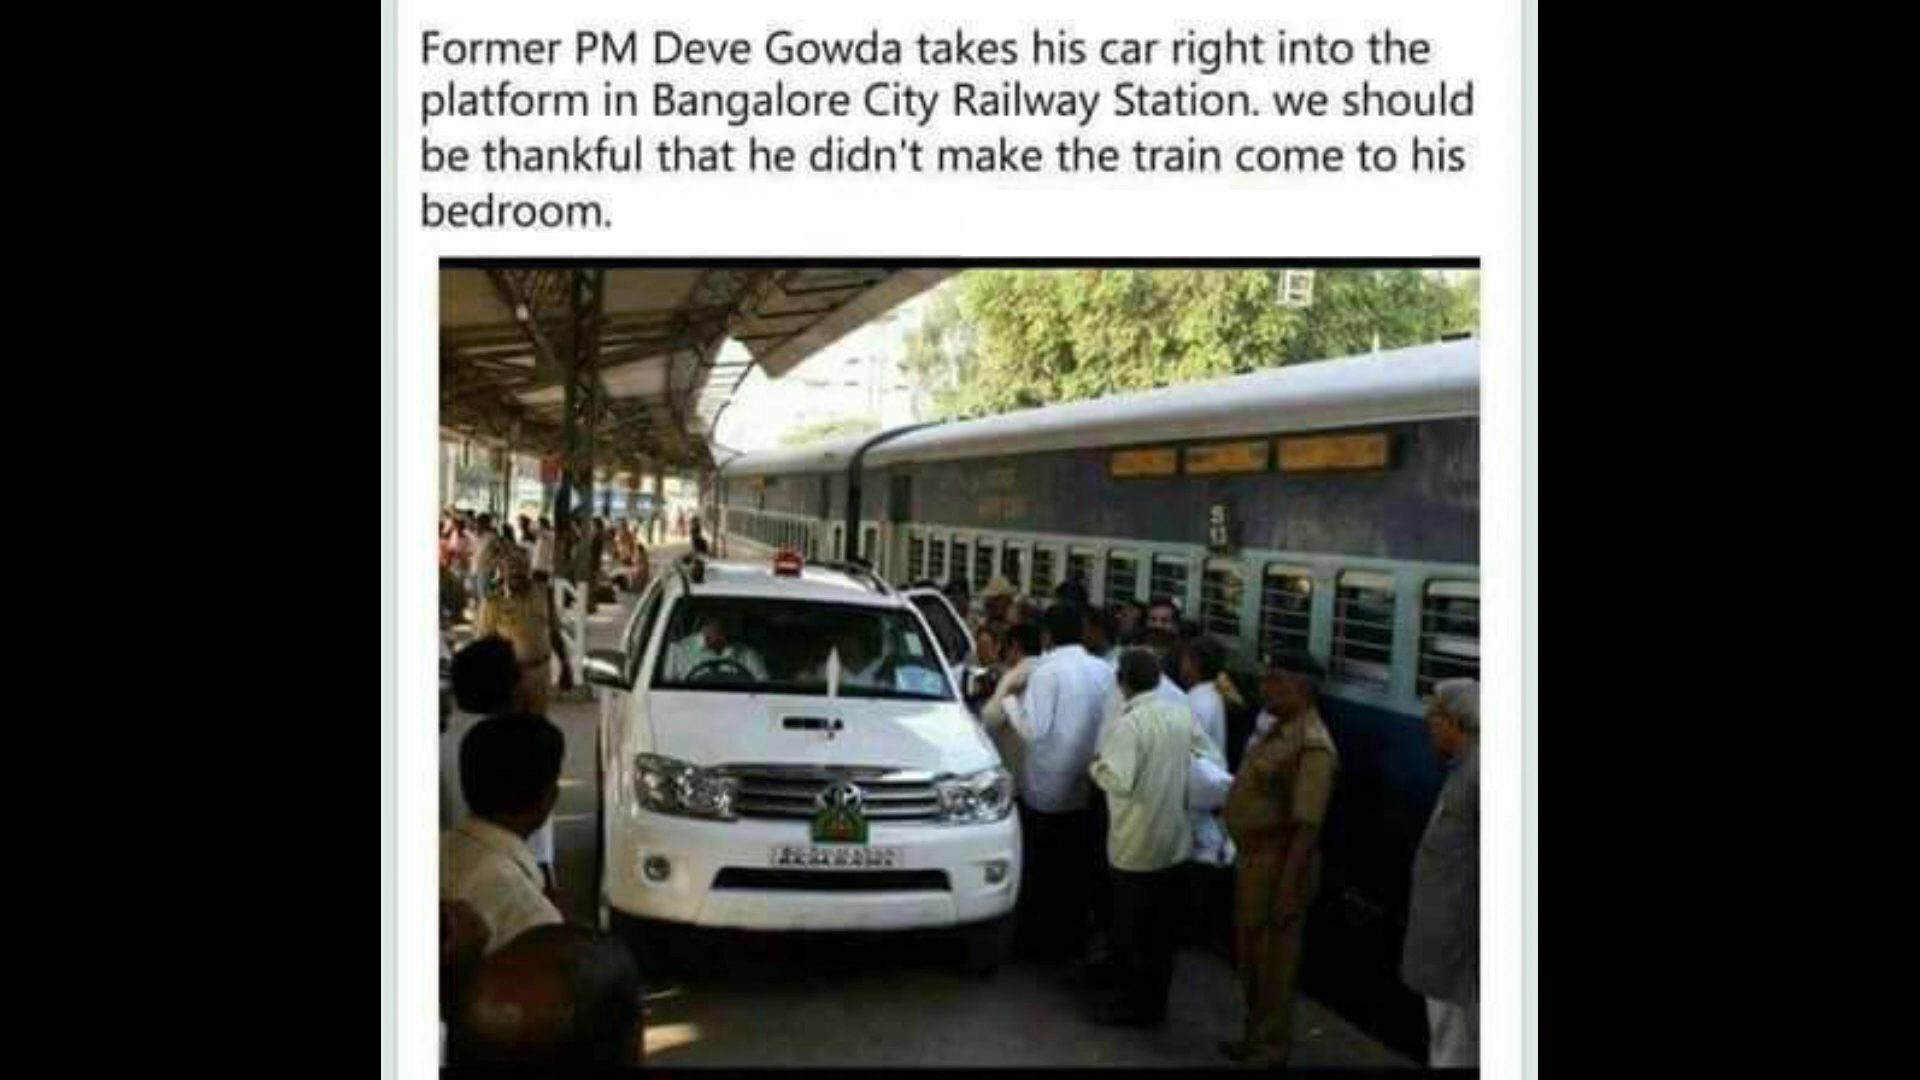 Former PM Deve Gowda takes his car right into the
platform in Bangalore City Railway Station. we should
be thankful that he didn't make the train come to his
bedroom.